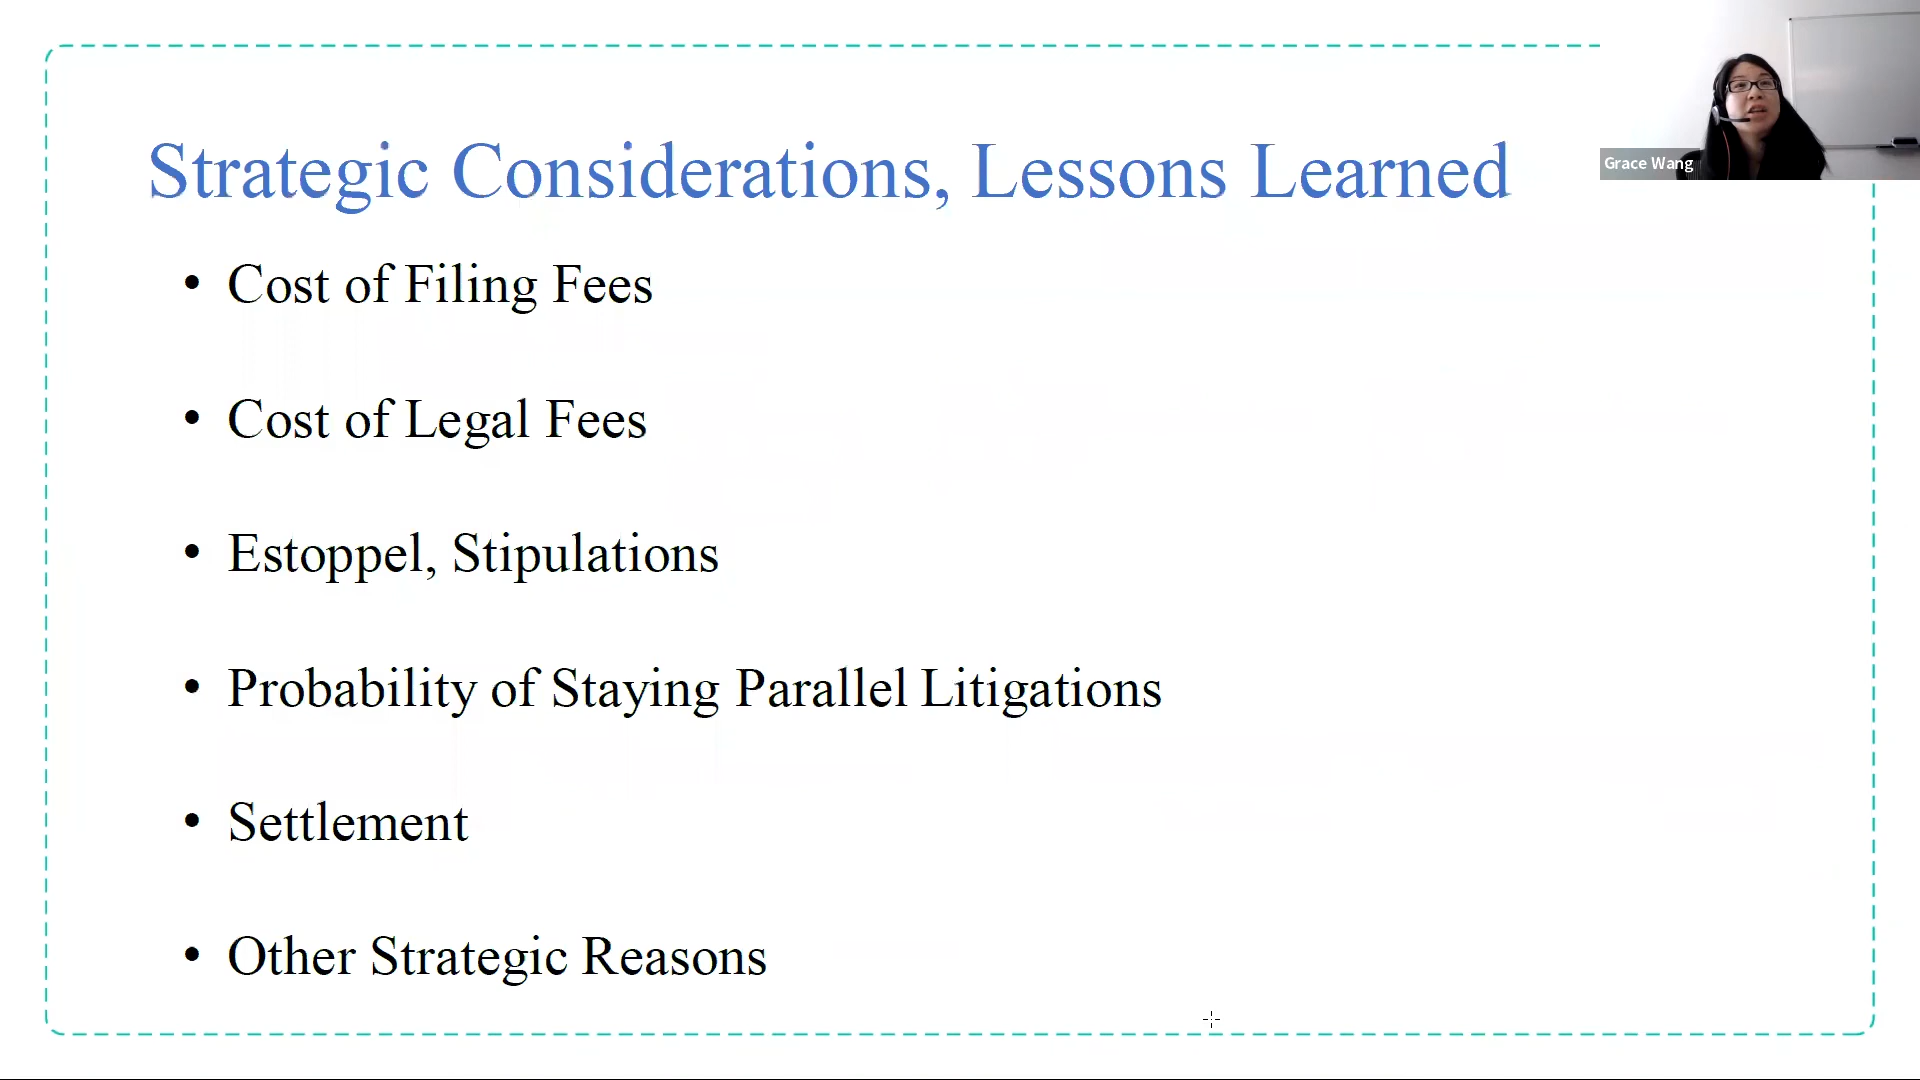 Strategic Considerations, Lessons Learned
Grace Wang
• Cost of Filing Fees
• Cost of Legal Fees
• Estoppel, Stipulations
• Probability of Staying Parallel Litigations
• Settlement
• Other Strategic Reasons